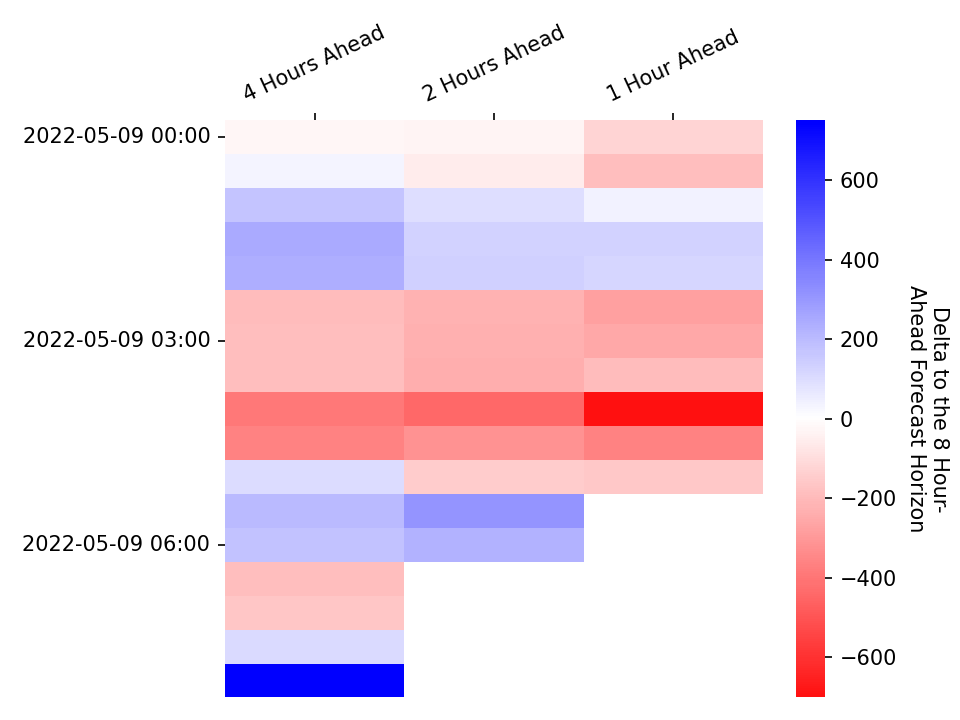 4 Hours Ahead
2 Hours Ahead
1 Hour Ahead
2022-05-09 00:00
2022-05-09 03:00
2022-05-09 06:00
600
400
200
0
−200
−400
−600
Delta to the 8 Hour-
Ahead Forecast Horizon